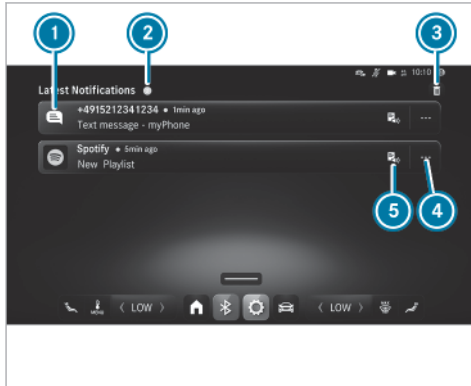 1 2 3
10:10
Latest Notifications
+4915212341234 • 1min ago
Text message - myPhone
Spotify • 5min ago
New Playlist
5 4
MENU < LOW > < LOW >